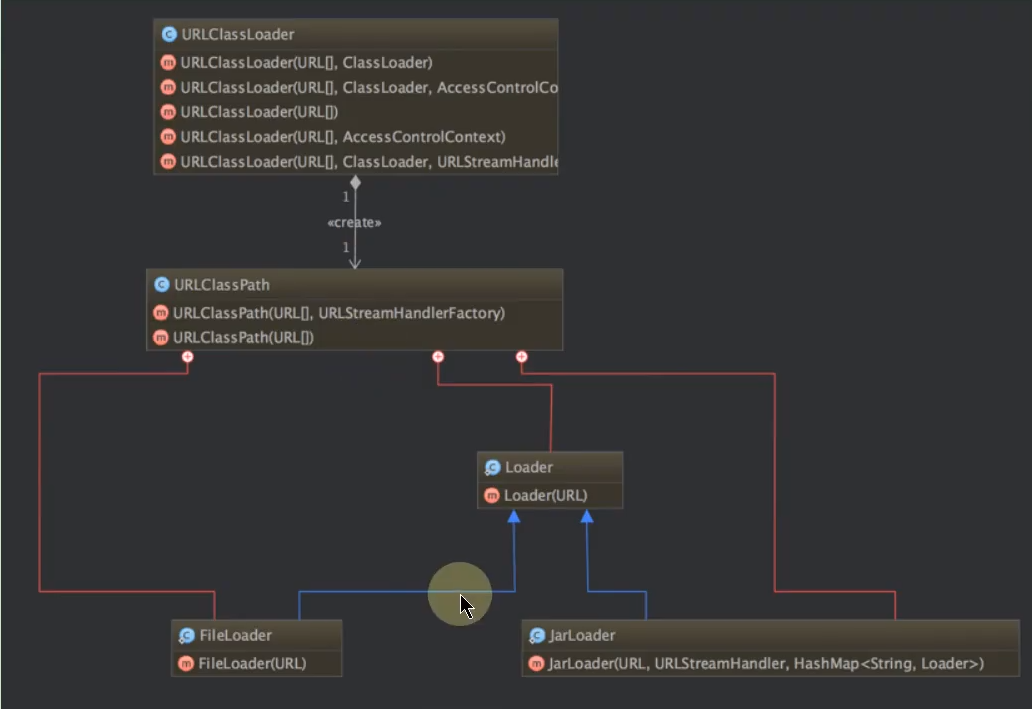 URLClassLoader
URLClassLoader(URL[], ClassLoader)
URLClassLoader(URL[], ClassLoader, AccessControlCo
URLClassLoader(URL[])
URLClassLoader(URL[], AccessControlContext)
URLClassLoader(URL[], ClassLoader, URLStreamHandle
1
«create»
1
URLClassPath
URLClassPath(URL[], URLStreamHandlerFactory)
URLClassPath(URL[])
Loader
Loader(URL)
FileLoader
FileLoader(URL)
JarLoader
JarLoader(URL, URLStreamHandler, HashMap<String, Loader>)